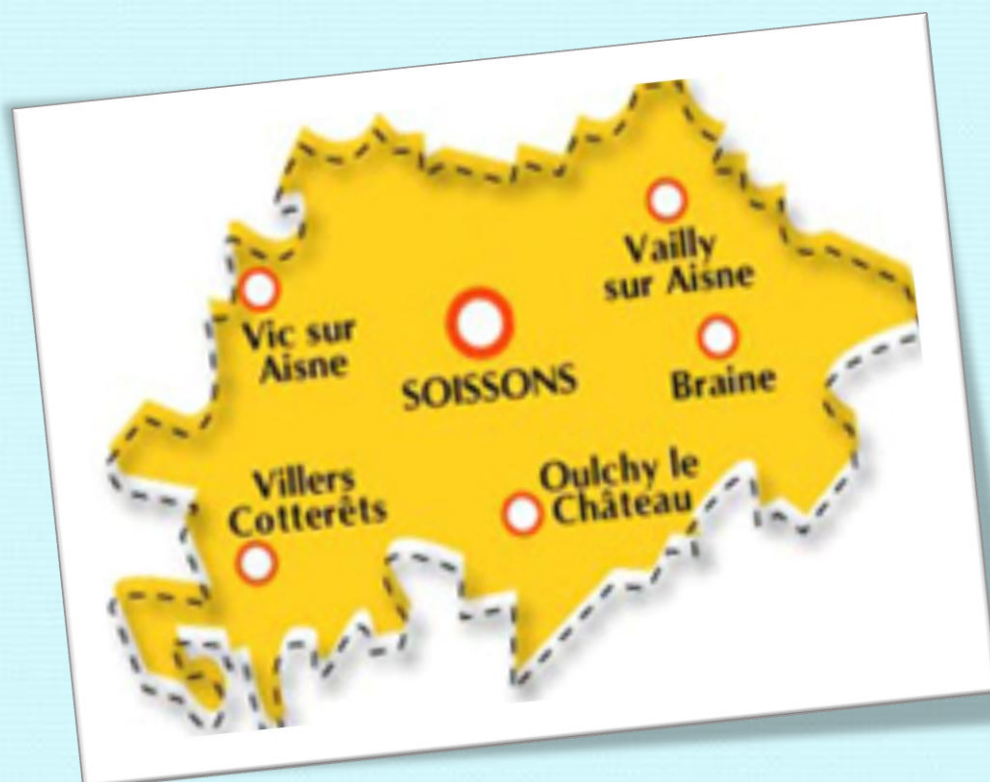 Vailly
sur Aisne
Vic sur
Aisne
SOISSONS
Braine
Villers
Cotterêts
Oulchy le
Château